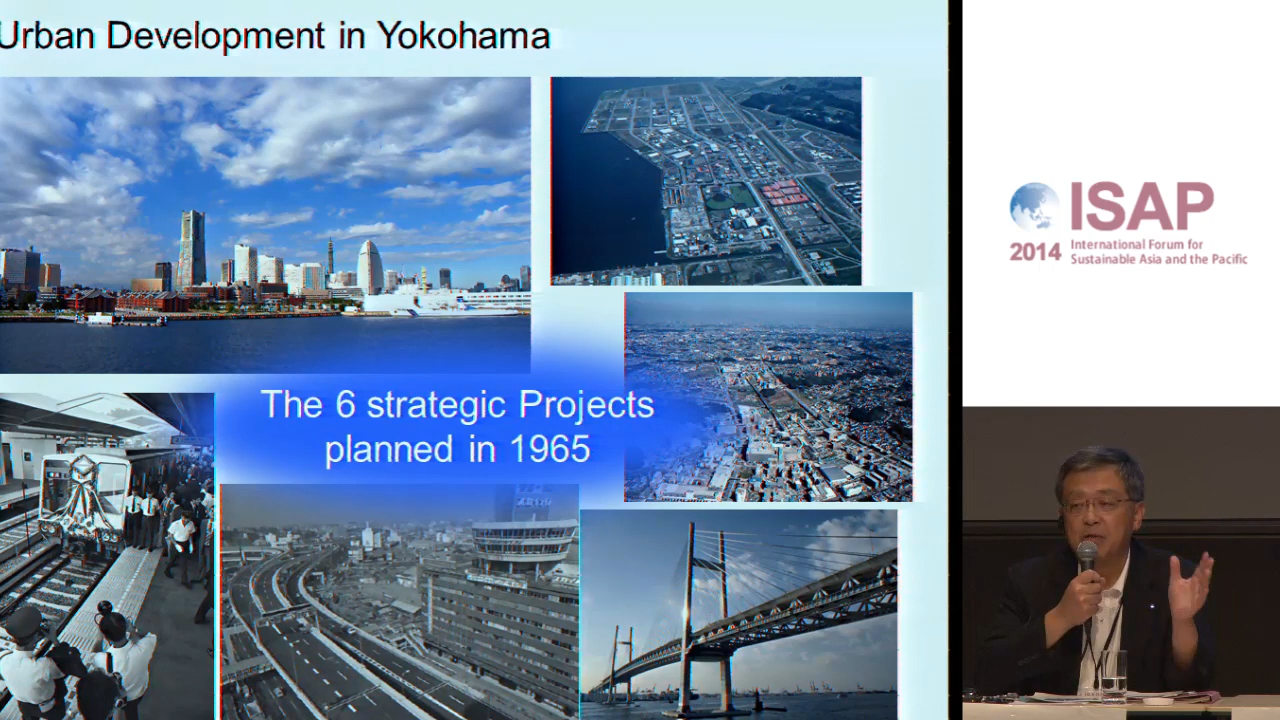 Urban Development in Yokohama
The 6 strategic Projects
planned in 1965
ISAP
2014
International Forum for
Sustainable Asia and the Pacific